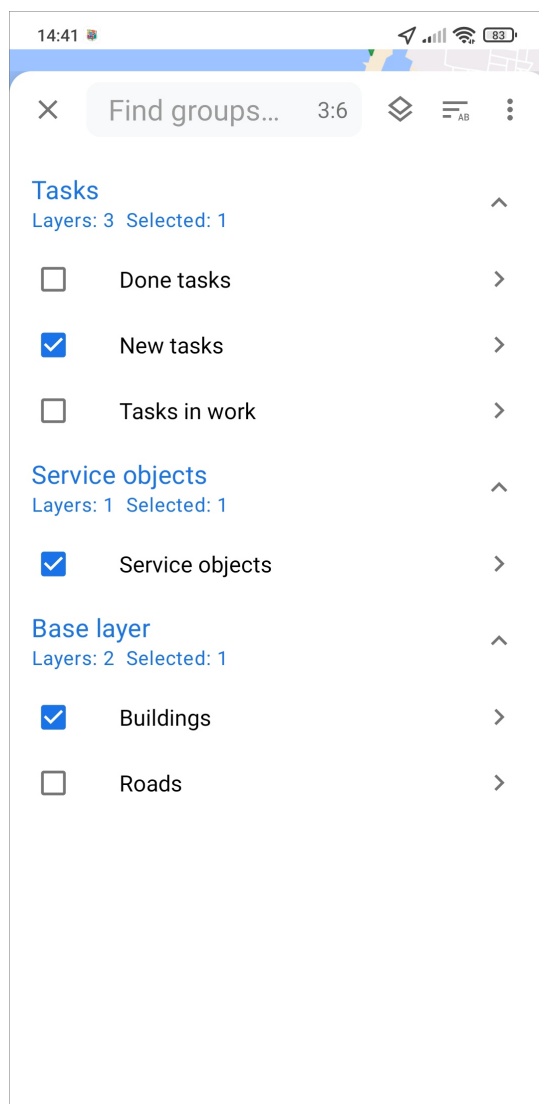 14:41
83
Find groups... 3:6
AB
Tasks
Layers: 3 Selected: 1
Done tasks
New tasks
Tasks in work
Service objects
Layers: 1 Selected: 1
Service objects
Base layer
Layers: 2 Selected: 1
Buildings
Roads